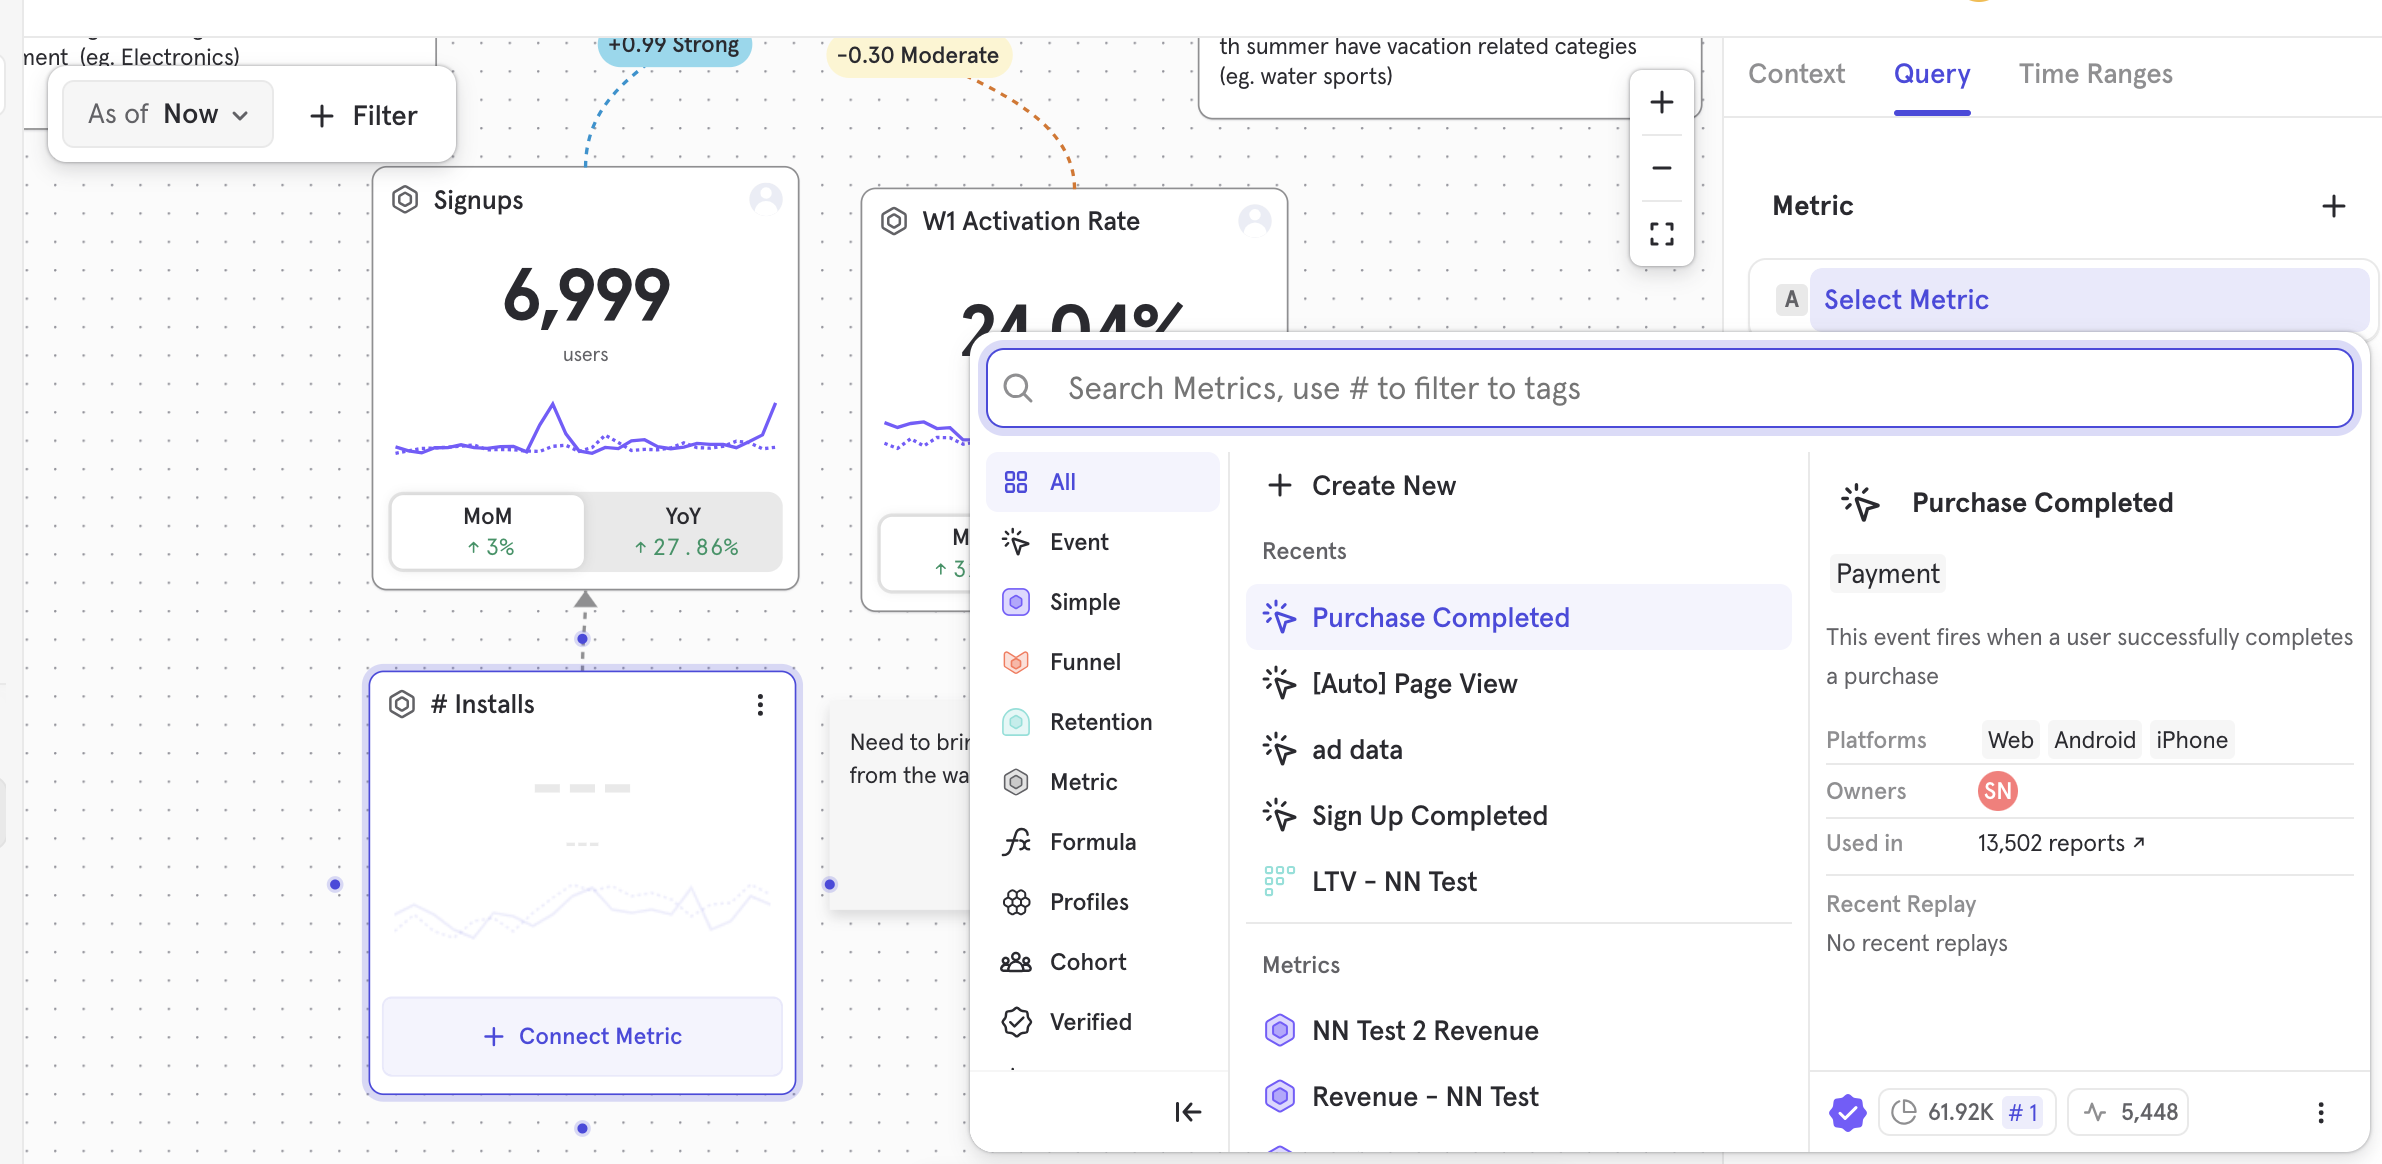 ment (eg. Electronics)
+0.99 Strong
-0.30 Moderate
th summer have vacation related categies
(eg. water sports)
As of Now
+ Filter
Context
Query
Time Ranges
Metric
A
Select Metric
Signups
6,999
users
MoM
↑ 3%
YoY
↑ 27.86%
W1 Activation Rate
24.04%
M
↑ 3.
# Installs
+ Connect Metric
Need to brin
from the wa
Search Metrics, use # to filter to tags
All
Event
Simple
Funnel
Retention
Metric
Formula
Profiles
Cohort
Verified
+ Create New
Recents
Purchase Completed
[Auto] Page View
ad data
Sign Up Completed
LTV - NN Test
Metrics
NN Test 2 Revenue
Revenue - NN Test
Purchase Completed
Payment
This event fires when a user successfully completes
a purchase
Platforms Web Android iPhone
Owners SN
Used in 13,502 reports ↗
Recent Replay
No recent replays
61.92K # 1
5,448